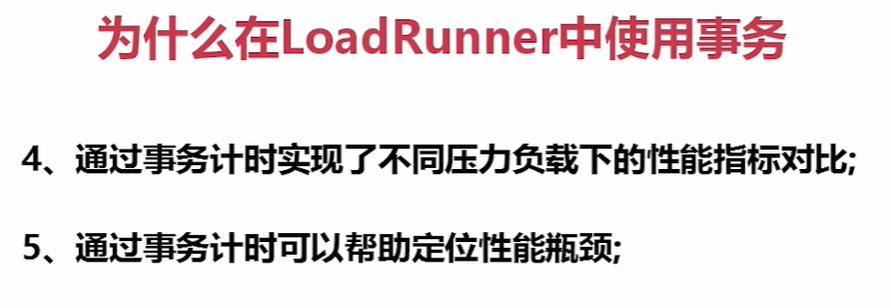 为什么在LoadRunner中使用事务
4、通过事务计时实现了不同压力负载下的性能指标对比;
5、通过事务计时可以帮助定位性能瓶颈;